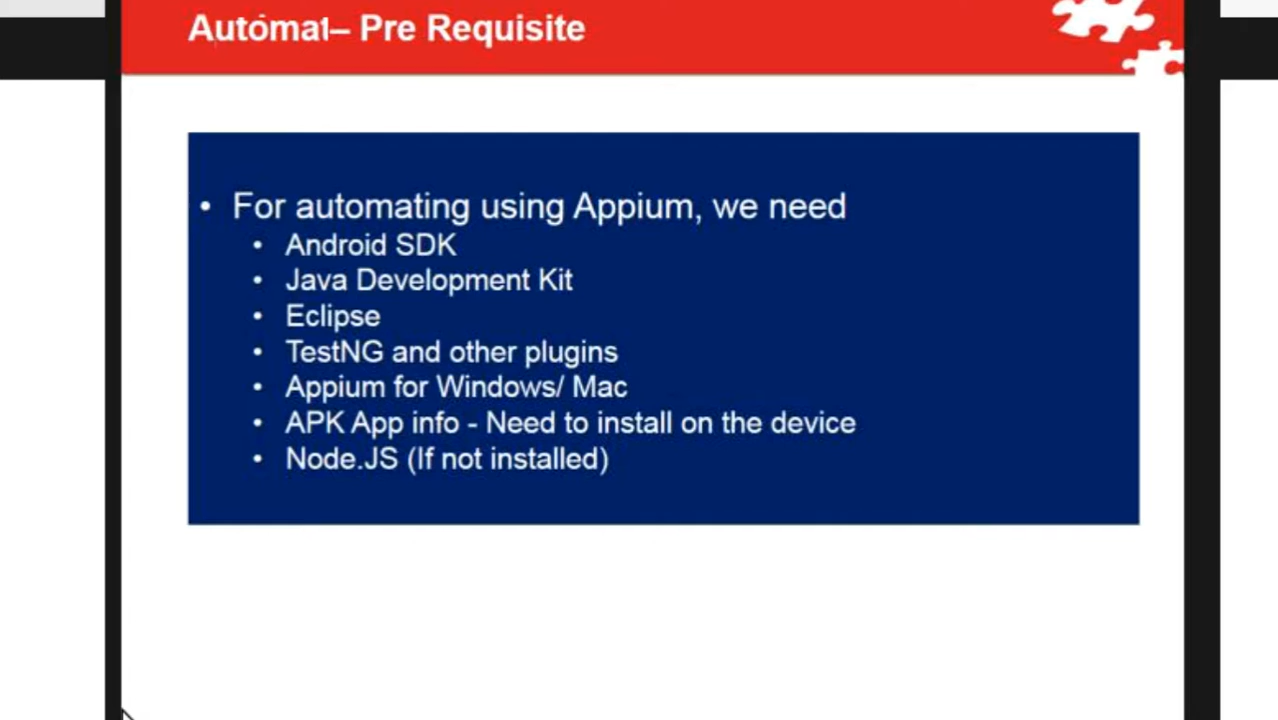 Automat– Pre Requisite
• For automating using Appium, we need
• Android SDK
• Java Development Kit
• Eclipse
• TestNG and other plugins
• Appium for Windows/ Mac
• APK App info - Need to install on the device
• Node.JS (If not installed)